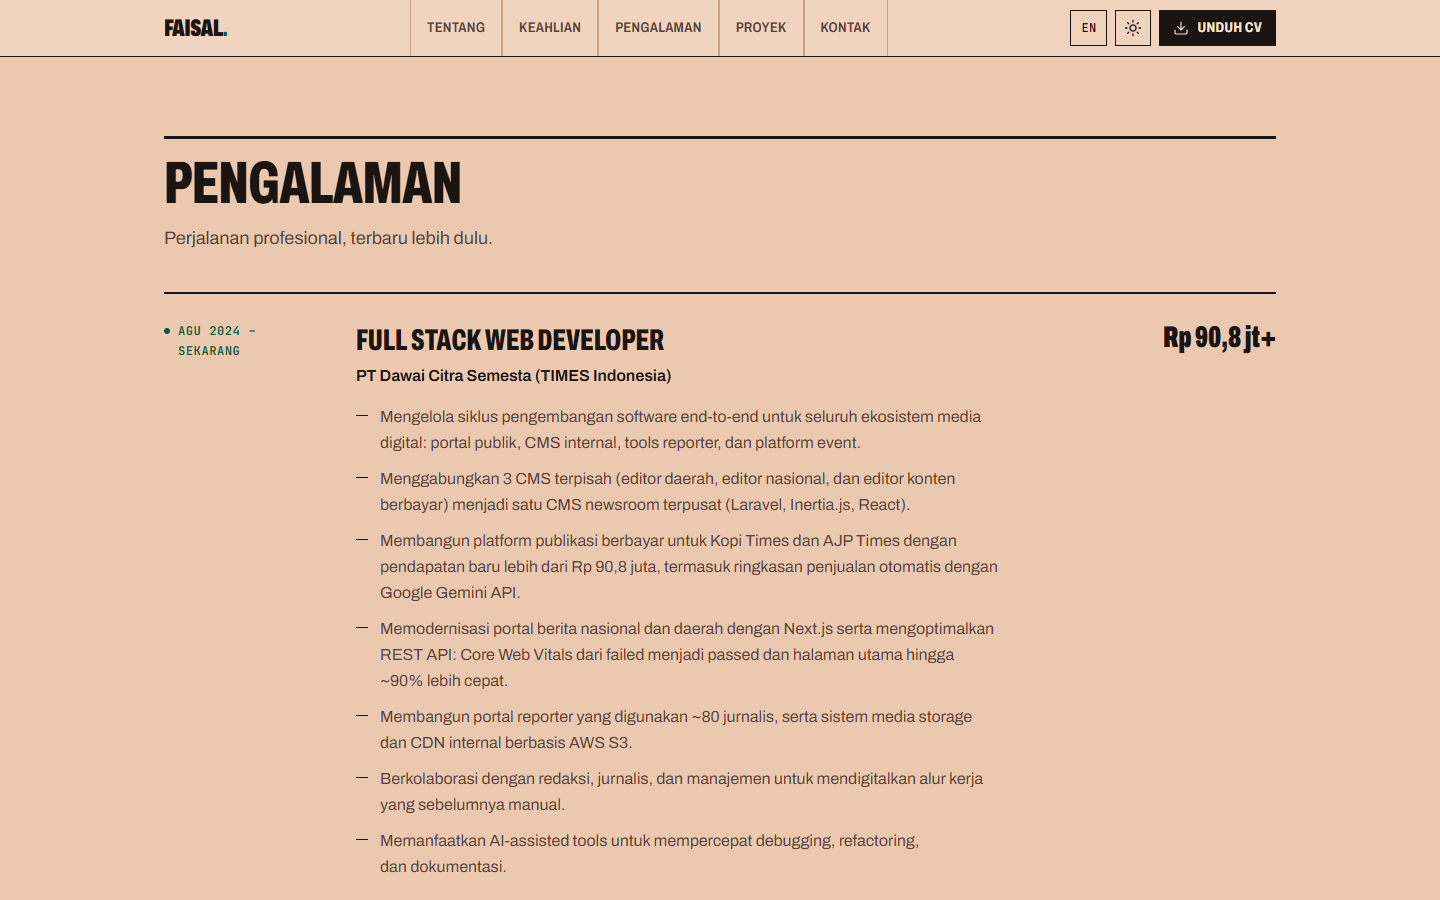 FAISAL.
TENTANG
KEAHLIAN
PENGALAMAN
PROYEK
KONTAK
EN
UNDUH CV
PENGALAMAN
Perjalanan profesional, terbaru lebih dulu.
AGU 2024 –
SEKARANG
FULL STACK WEB DEVELOPER
Rp 90,8 jt+
PT Dawai Citra Semesta (TIMES Indonesia)
— Mengelola siklus pengembangan software end-to-end untuk seluruh ekosistem media
digital: portal publik, CMS internal, tools reporter, dan platform event.
— Menggabungkan 3 CMS terpisah (editor daerah, editor nasional, dan editor konten
berbayar) menjadi satu CMS newsroom terpusat (Laravel, Inertia.js, React).
— Membangun platform publikasi berbayar untuk Kopi Times dan AJP Times dengan
pendapatan baru lebih dari Rp 90,8 juta, termasuk ringkasan penjualan otomatis dengan
Google Gemini API.
— Memodernisasi portal berita nasional dan daerah dengan Next.js serta mengoptimalkan
REST API: Core Web Vitals dari failed menjadi passed dan halaman utama hingga
~90% lebih cepat.
— Membangun portal reporter yang digunakan ~80 jurnalis, serta sistem media storage
dan CDN internal berbasis AWS S3.
— Berkolaborasi dengan redaksi, jurnalis, dan manajemen untuk mendigitalkan alur kerja
yang sebelumnya manual.
— Memanfaatkan AI-assisted tools untuk mempercepat debugging, refactoring,
dan dokumentasi.